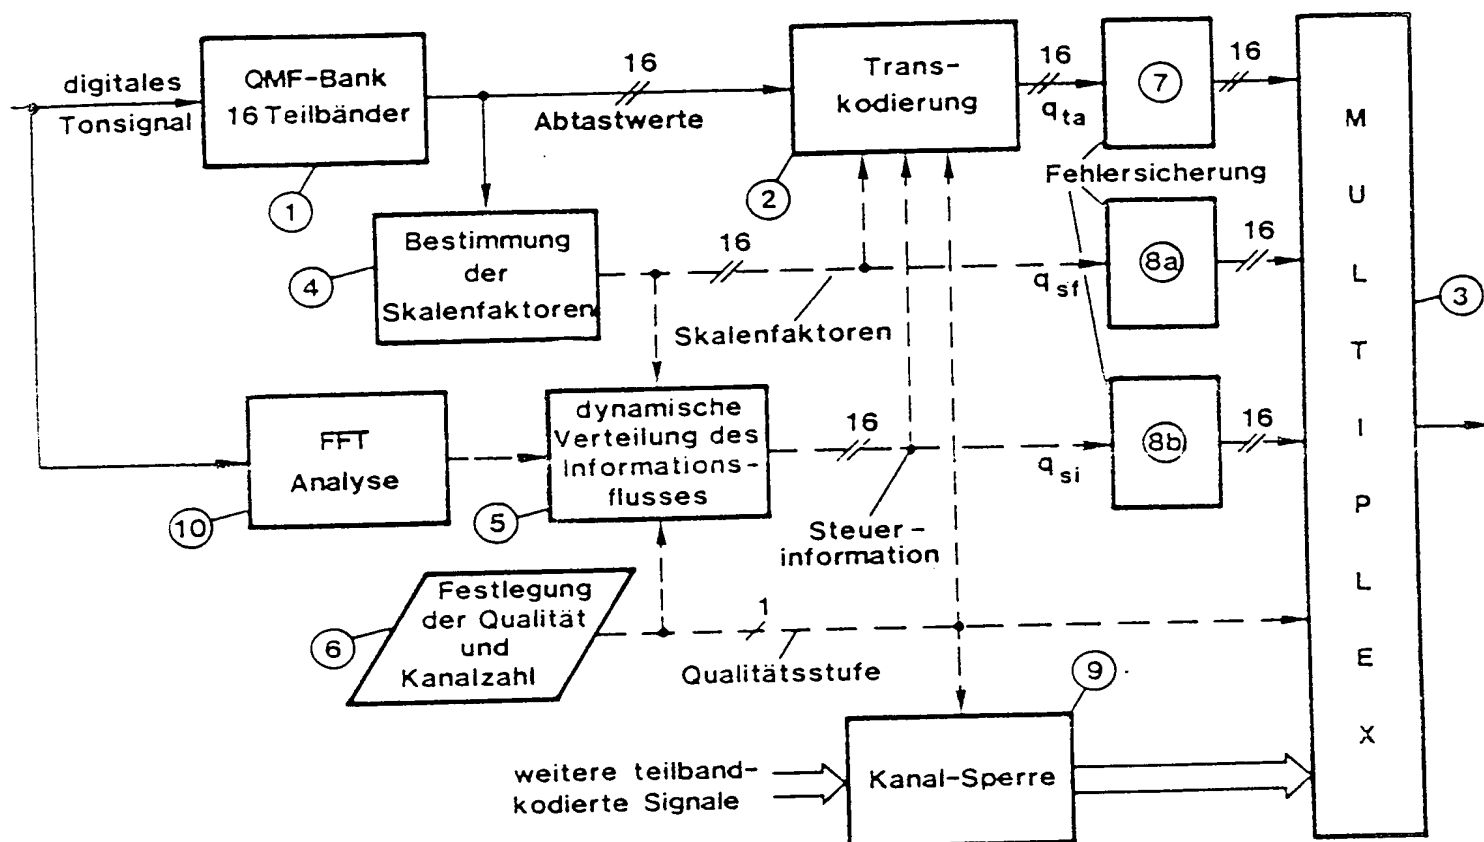 digitales
Tonsignal
QMF-Bank
16 Teilbänder
1
16
Abtastwerte
Trans-
kodierung
2
16
q_ta
7
16
Fehlersicherung
Bestimmung
der
Skalenfaktoren
4
16
Skalenfaktoren
q_sf
8a
16
MULTIPLEX
3
FFT
Analyse
10
dynamische
Verteilung des
Informations-
flusses
5
16
Steuer-
information
q_si
8b
16
Festlegung
der Qualität
und
Kanalzahl
6
1
Qualitätsstufe
9
weitere teilband-
kodierte Signale
Kanal-Sperre